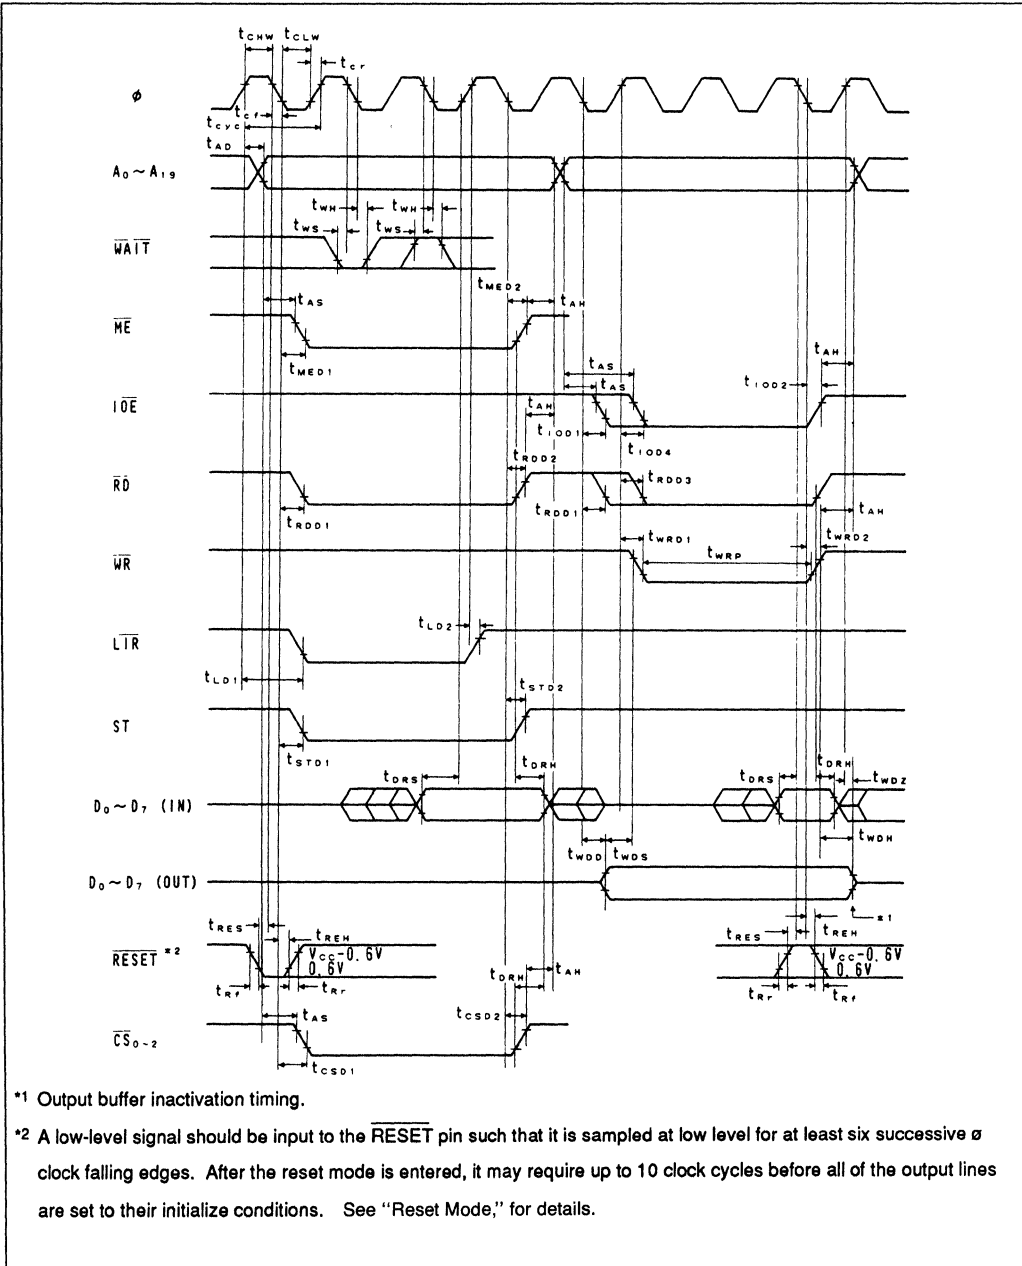 tCHW tCLW
tCr
ø
tCf
tCYC
tAD
A0~A19
tWH tWH
tWS tWS
WAIT
tMED2
tAS tAH
ME
tMED1 tAS tAH
tAS tIOD2
IOE
tAH
tIOD1 tIOD4
tRDD2
tRDD3
RD
tRDD1 tRDD1 tAH
tWRD1 tWRD2
tWRP
WR
tLD2
LIR
tLD1
tSTD2
ST
tSTD1
tDRS tDRH tDRS tDRH tWDZ
D0~D7 (IN)
tWDH
tWDD tWDS
D0~D7 (OUT)
*1
tRES tREH tRES tREH
RESET *2 VCC-0.6V VCC-0.6V
0.6V 0.6V
tDRH tAH
tRf tRr tRr tRf
tAS tCSD2
CS0-2
tCSD1
*1 Output buffer inactivation timing.
*2 A low-level signal should be input to the RESET pin such that it is sampled at low level for at least six successive ø
clock falling edges. After the reset mode is entered, it may require up to 10 clock cycles before all of the output lines
are set to their initialize conditions. See “Reset Mode,” for details.